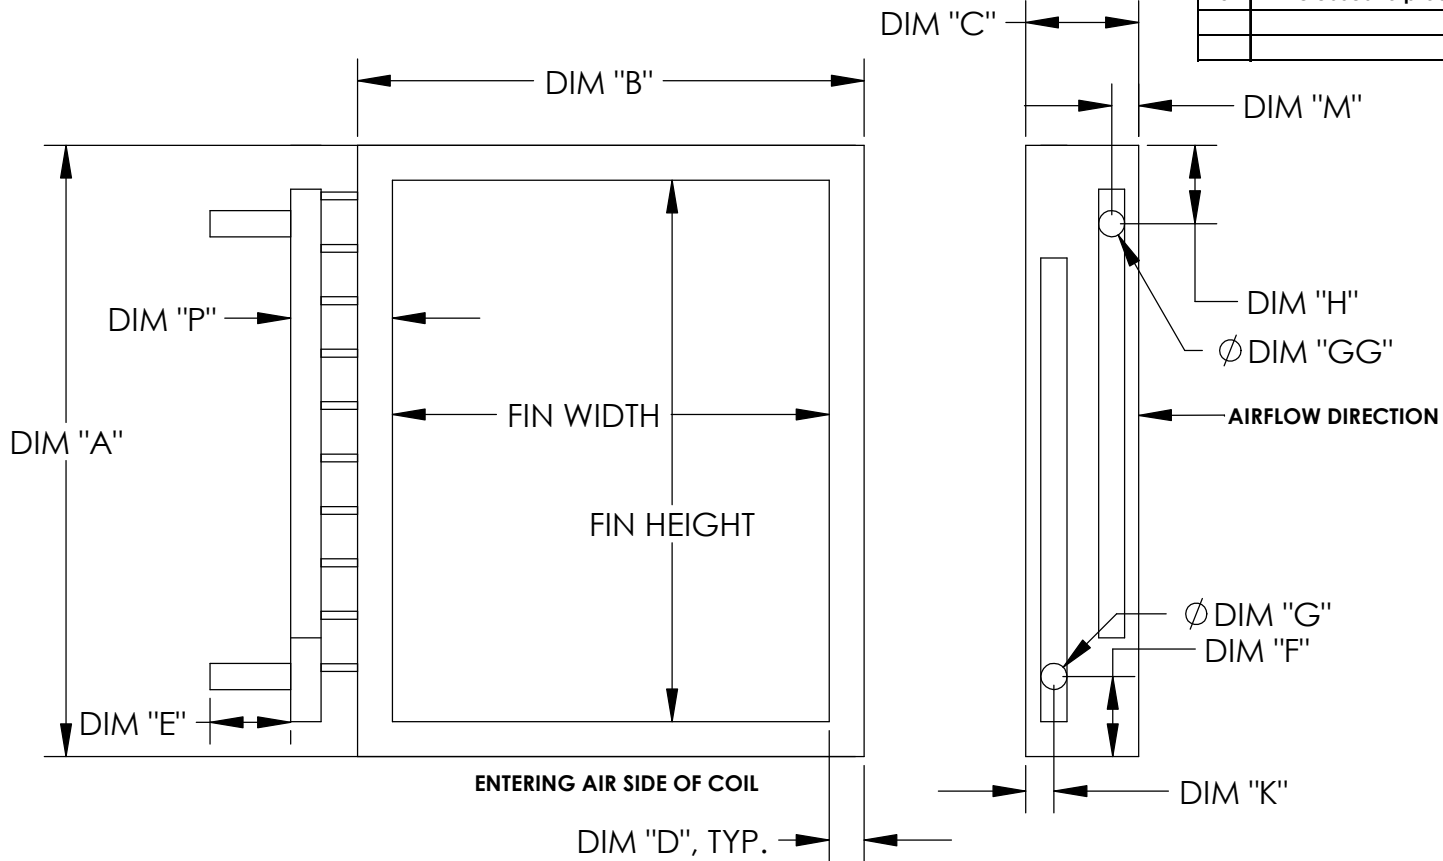 DIM "C"
DIM "B"
DIM "M"
DIM "H"
DIM "P"
Ø DIM "GG"
FIN WIDTH
AIRFLOW DIRECTION
DIM "A"
FIN HEIGHT
Ø DIM "G"
DIM "F"
DIM "E"
ENTERING AIR SIDE OF COIL
DIM "K"
DIM "D", TYP.